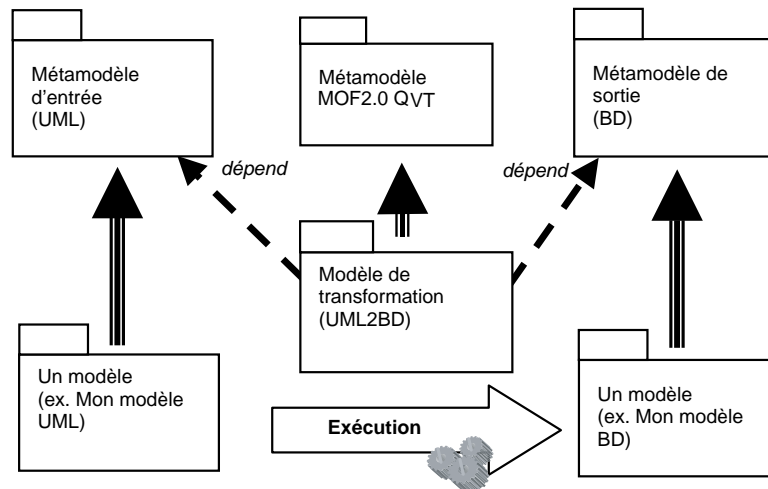 Métamodèle
d'entrée
(UML)
Métamodèle
MOF2.0 QVT
Métamodèle de
sortie
(BD)
dépend
dépend
Modèle de
transformation
(UML2BD)
Un modèle
(ex. Mon modèle
UML)
Exécution
Un modèle
(ex. Mon modèle
BD)